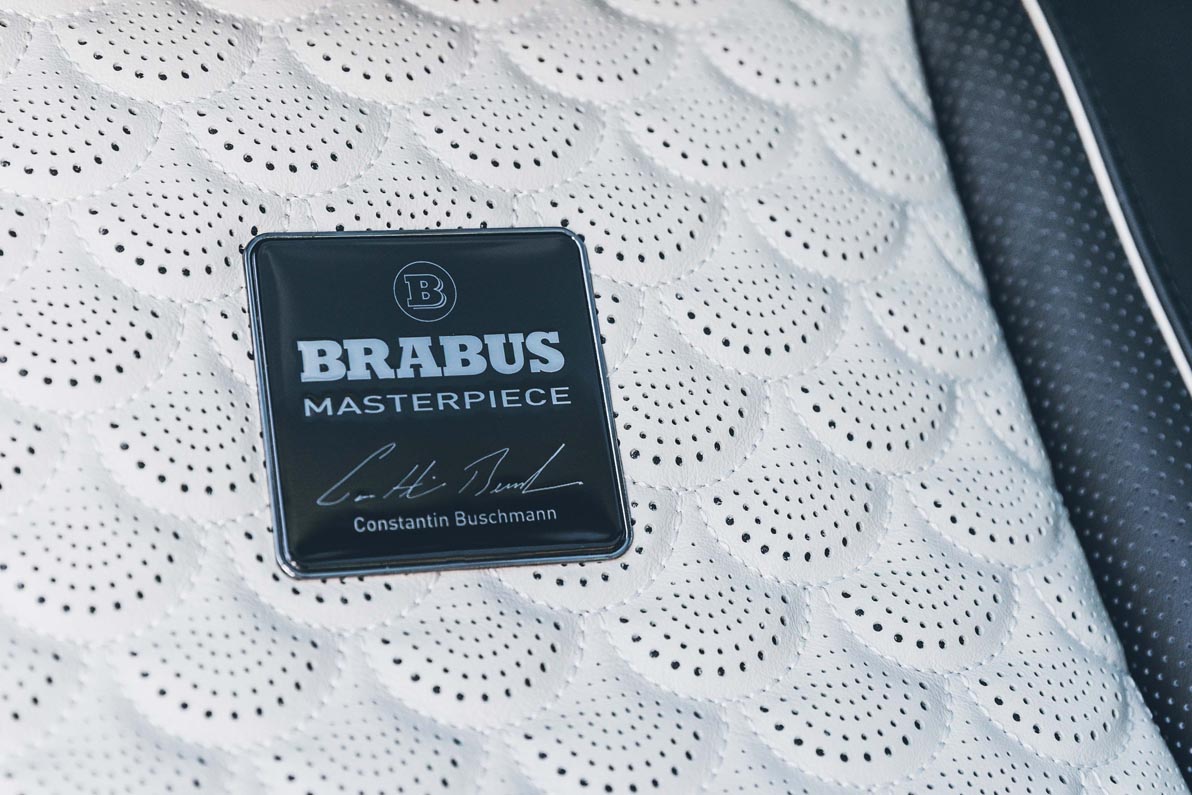 B
BRABUS
MASTERPIECE
Constantin Buschmann